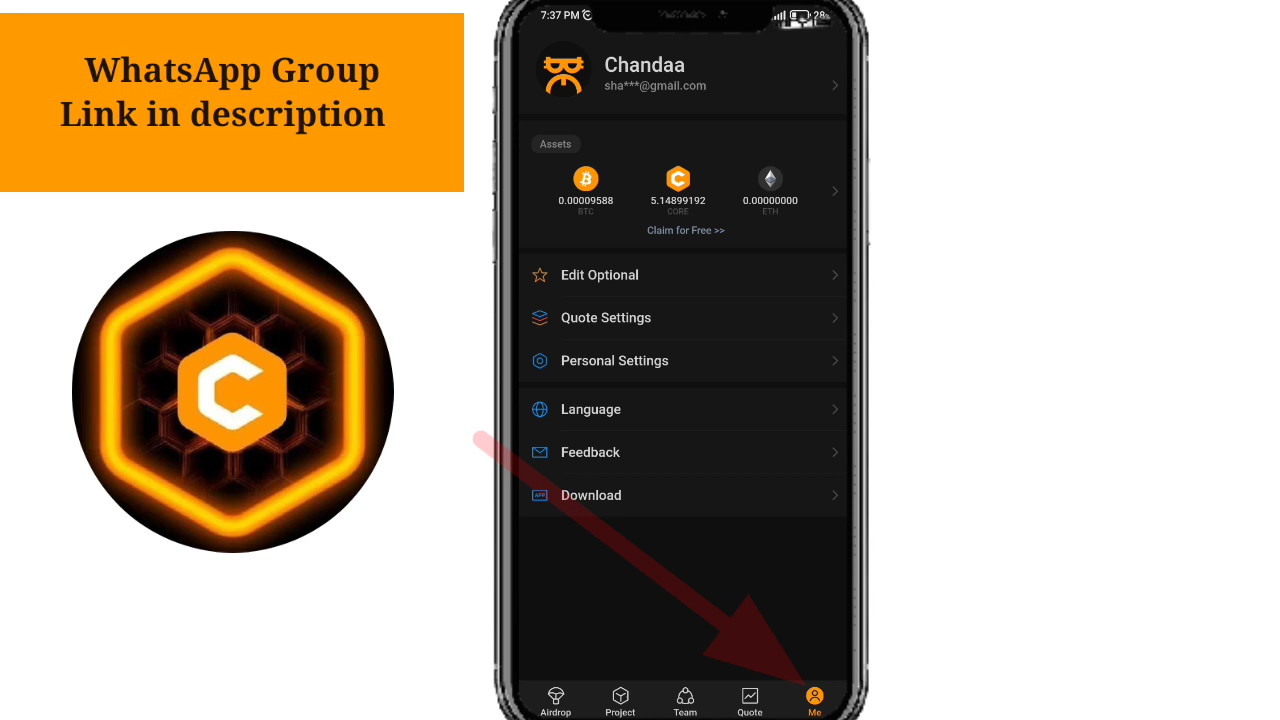 WhatsApp Group
Link in description
7:37 PM
28
Chandaa
sha***@gmail.com
Assets
0.00009588
5.14899192
0.00000000
BTC
CORE
ETH
Claim for Free >>
Edit Optional
Quote Settings
Personal Settings
Language
Feedback
APP
Download
Airdrop
Project
Team
Quote
Me